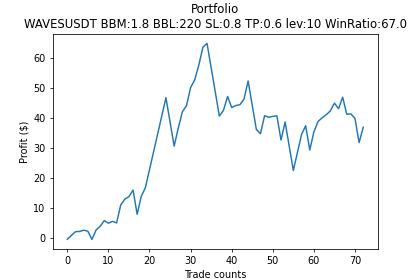 Portfolio
WAVESUSDT BBM:1.8 BBL:220 SL:0.8 TP:0.6 lev:10 WinRatio:67.0
60
50
40
30
20
10
0
Profit ($)
0 10 20 30 40 50 60 70
Trade counts